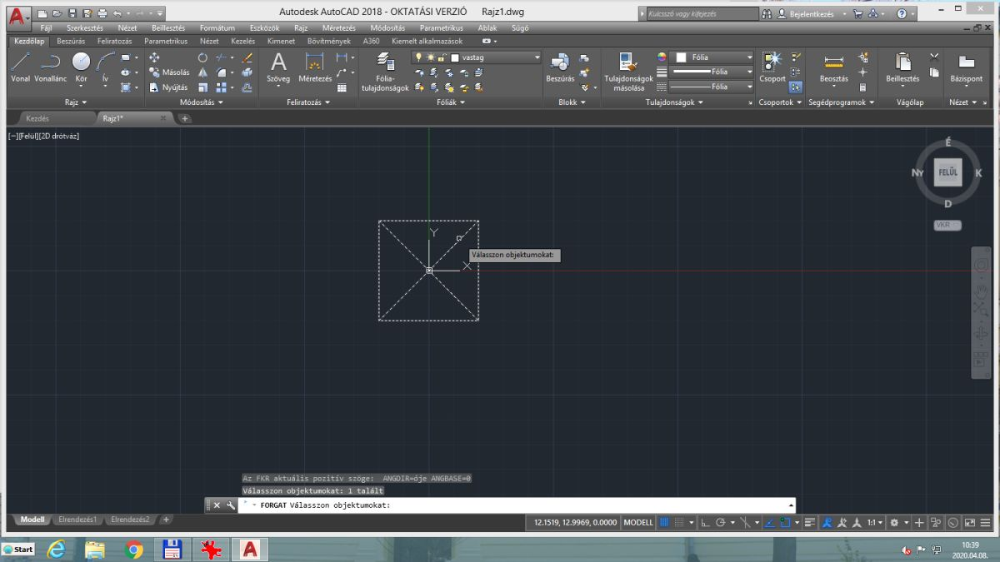 Autodesk AutoCAD 2018 - OKTATÁSI VERZIÓ Rajz1.dwg
Kulcsszó vagy kifejezés
Bejelentkezés
Fájl Szerkesztés Nézet Beillesztés Formátum Eszközök Rajz Méretezés Módosítás Parametrikus Ablak Súgó
Kezdőlap Beszúrás Feliratozás Parametrikus Nézet Kezelés Kimenet Bővítmények A360 Kiemelt alkalmazások
Vonal Vonallánc Kör Ív
Másolás
Nyújtás
Szöveg Méretezés
Fólia-
tulajdonságok
vastag
Beszúrás
Tulajdonságok
másolása
Fólia
Fólia
Fólia
Csoport
Beosztás
Beillesztés
Bázispont
Rajz Módosítás Feliratozás Fóliák Blokk Tulajdonságok Csoportok Segédprogramok Vágólap Nézet
Kezdés Rajz1*
[−][Felül][2D drótváz]
É
Ny FELÜL K
D
VKR
Y
X
Válasszon objektumokat:
Az FKR aktuális pozitív szöge: ANGDIR=óje ANGBASE=0
Válasszon objektumokat: 1 talált
FORGAT Válasszon objektumokat:
Modell Elrendezés1 Elrendezés2
12.1519, 12.9969, 0.0000 MODELL 1:1
Start
10:39
2020.04.08.